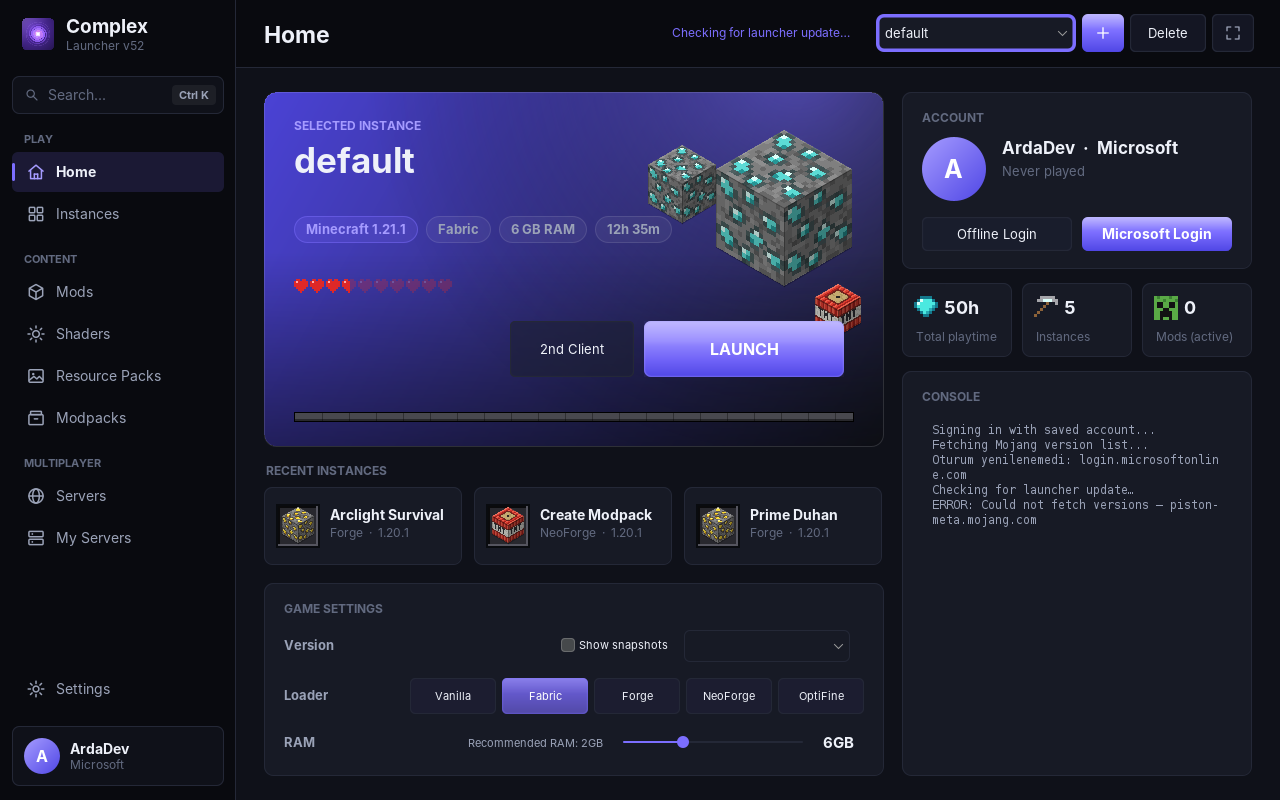 Complex
Launcher v52
Search...
Ctrl K
PLAY
Home
Instances
CONTENT
Mods
Shaders
Resource Packs
Modpacks
MULTIPLAYER
Servers
My Servers
Settings
A
ArdaDev
Microsoft
Home
Checking for launcher update...
default
Delete
SELECTED INSTANCE
default
Minecraft 1.21.1
Fabric
6 GB RAM
12h 35m
2nd Client
LAUNCH
RECENT INSTANCES
Arclight Survival
Forge · 1.20.1
Create Modpack
NeoForge · 1.20.1
Prime Duhan
Forge · 1.20.1
GAME SETTINGS
Version
Show snapshots
Loader
Vanilla
Fabric
Forge
NeoForge
OptiFine
RAM
Recommended RAM: 2GB
6GB
ACCOUNT
A
ArdaDev · Microsoft
Never played
Offline Login
Microsoft Login
50h
Total playtime
5
Instances
0
Mods (active)
CONSOLE
Signing in with saved account...
Fetching Mojang version list...
Oturum yenilenemedi: login.microsoftonlin
e.com
Checking for launcher update…
ERROR: Could not fetch versions — piston-
meta.mojang.com